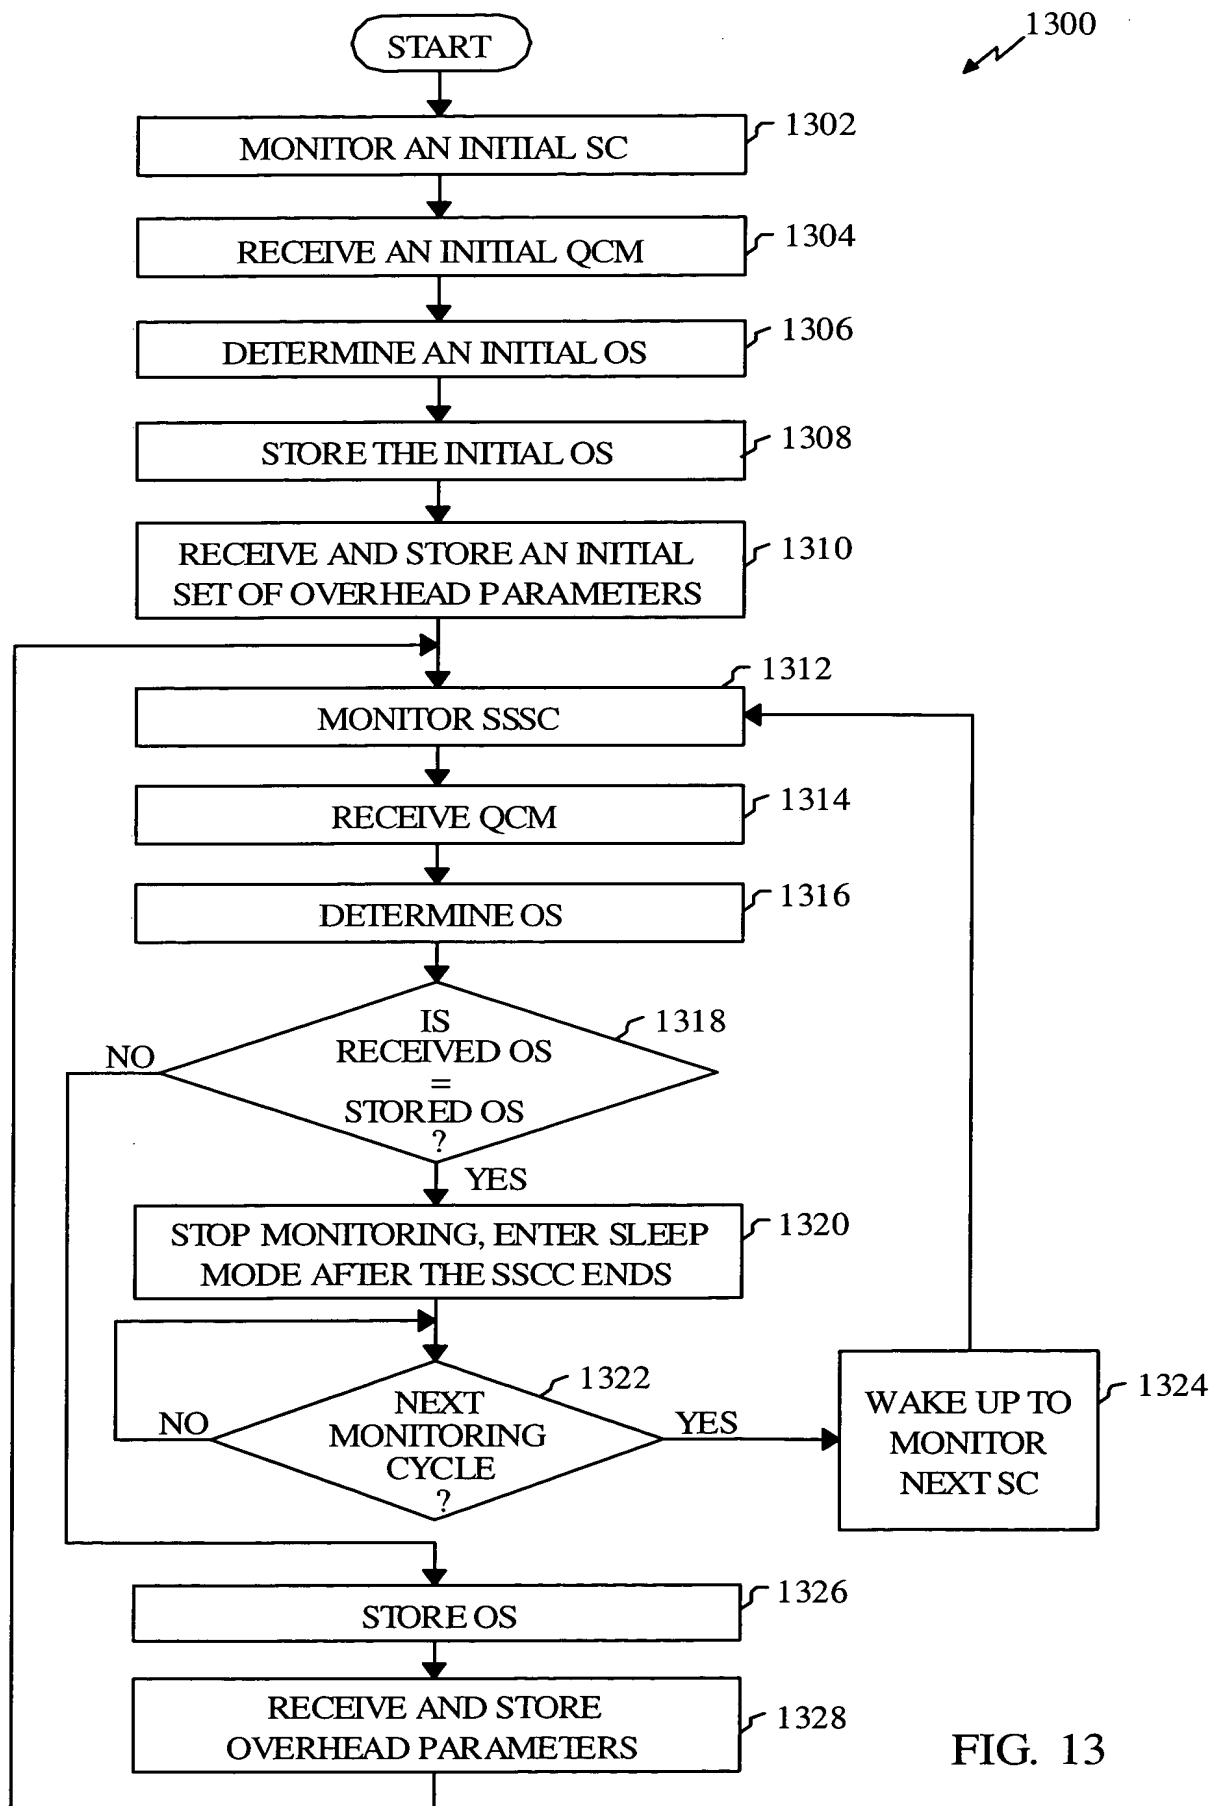 START
1300
MONITOR AN INITIAL SC
1302
RECEIVE AN INITIAL QCM
1304
DETERMINE AN INITIAL OS
1306
STORE THE INITIAL OS
1308
RECEIVE AND STORE AN INITIAL
SET OF OVERHEAD PARAMETERS
1310
MONITOR SSSC
1312
RECEIVE QCM
1314
DETERMINE OS
1316
IS
RECEIVED OS
=
STORED OS
?
1318
NO
YES
STOP MONITORING, ENTER SLEEP
MODE AFTER THE SSCC ENDS
1320
NEXT
MONITORING
CYCLE
?
1322
NO
YES
WAKE UP TO
MONITOR
NEXT SC
1324
STORE OS
1326
RECEIVE AND STORE
OVERHEAD PARAMETERS
1328
FIG. 13